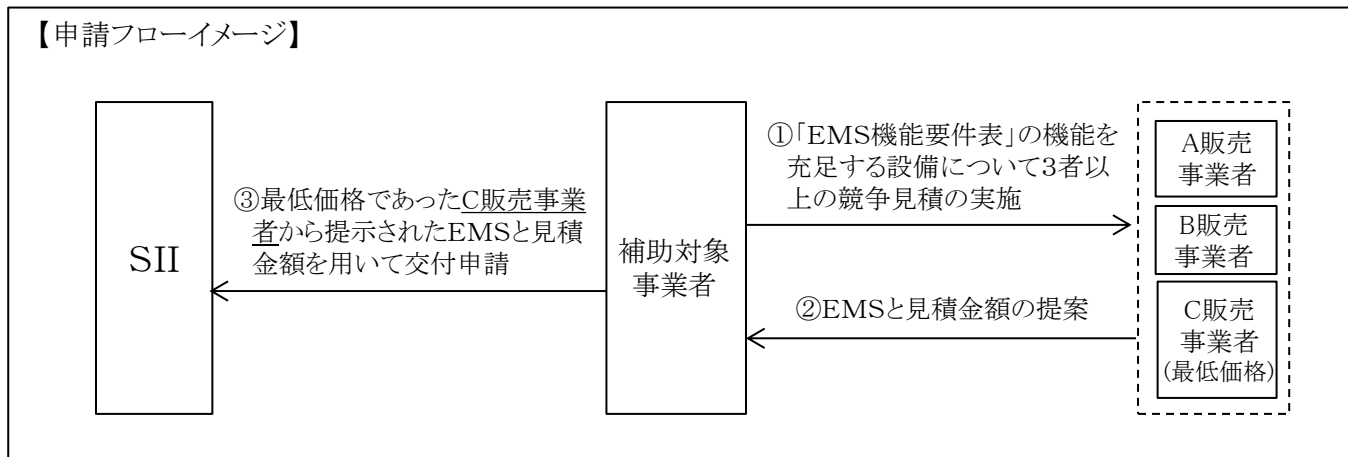 【申請フローイメージ】
SII
③最低価格であったC販売事業
者から提示されたEMSと見積
金額を用いて交付申請
補助対象
事業者
①「EMS機能要件表」の機能を
充足する設備について3者以
上の競争見積の実施
②EMSと見積金額の提案
A販売
事業者
B販売
事業者
C販売
事業者
(最低価格)